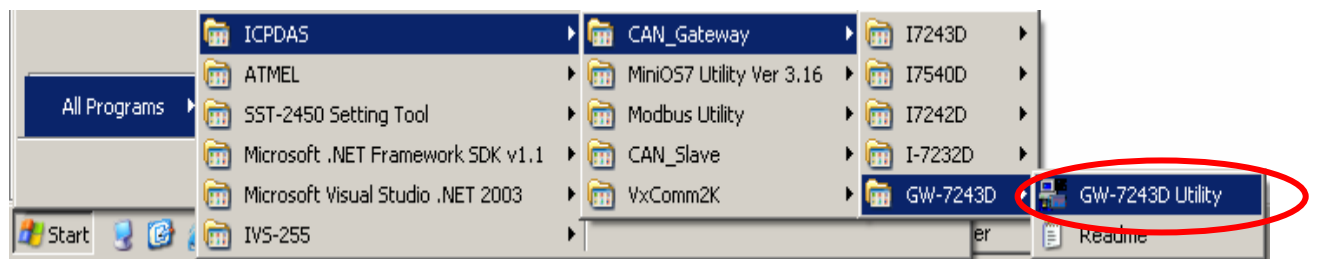 All Programs
Start
ICPDAS
ATMEL
SST-2450 Setting Tool
Microsoft .NET Framework SDK v1.1
Microsoft Visual Studio .NET 2003
IVS-255
CAN_Gateway
MiniOS7 Utility Ver 3.16
Modbus Utility
CAN_Slave
VxComm2K
I7243D
I7540D
I7242D
I-7232D
GW-7243D
er
GW-7243D Utility
Readme